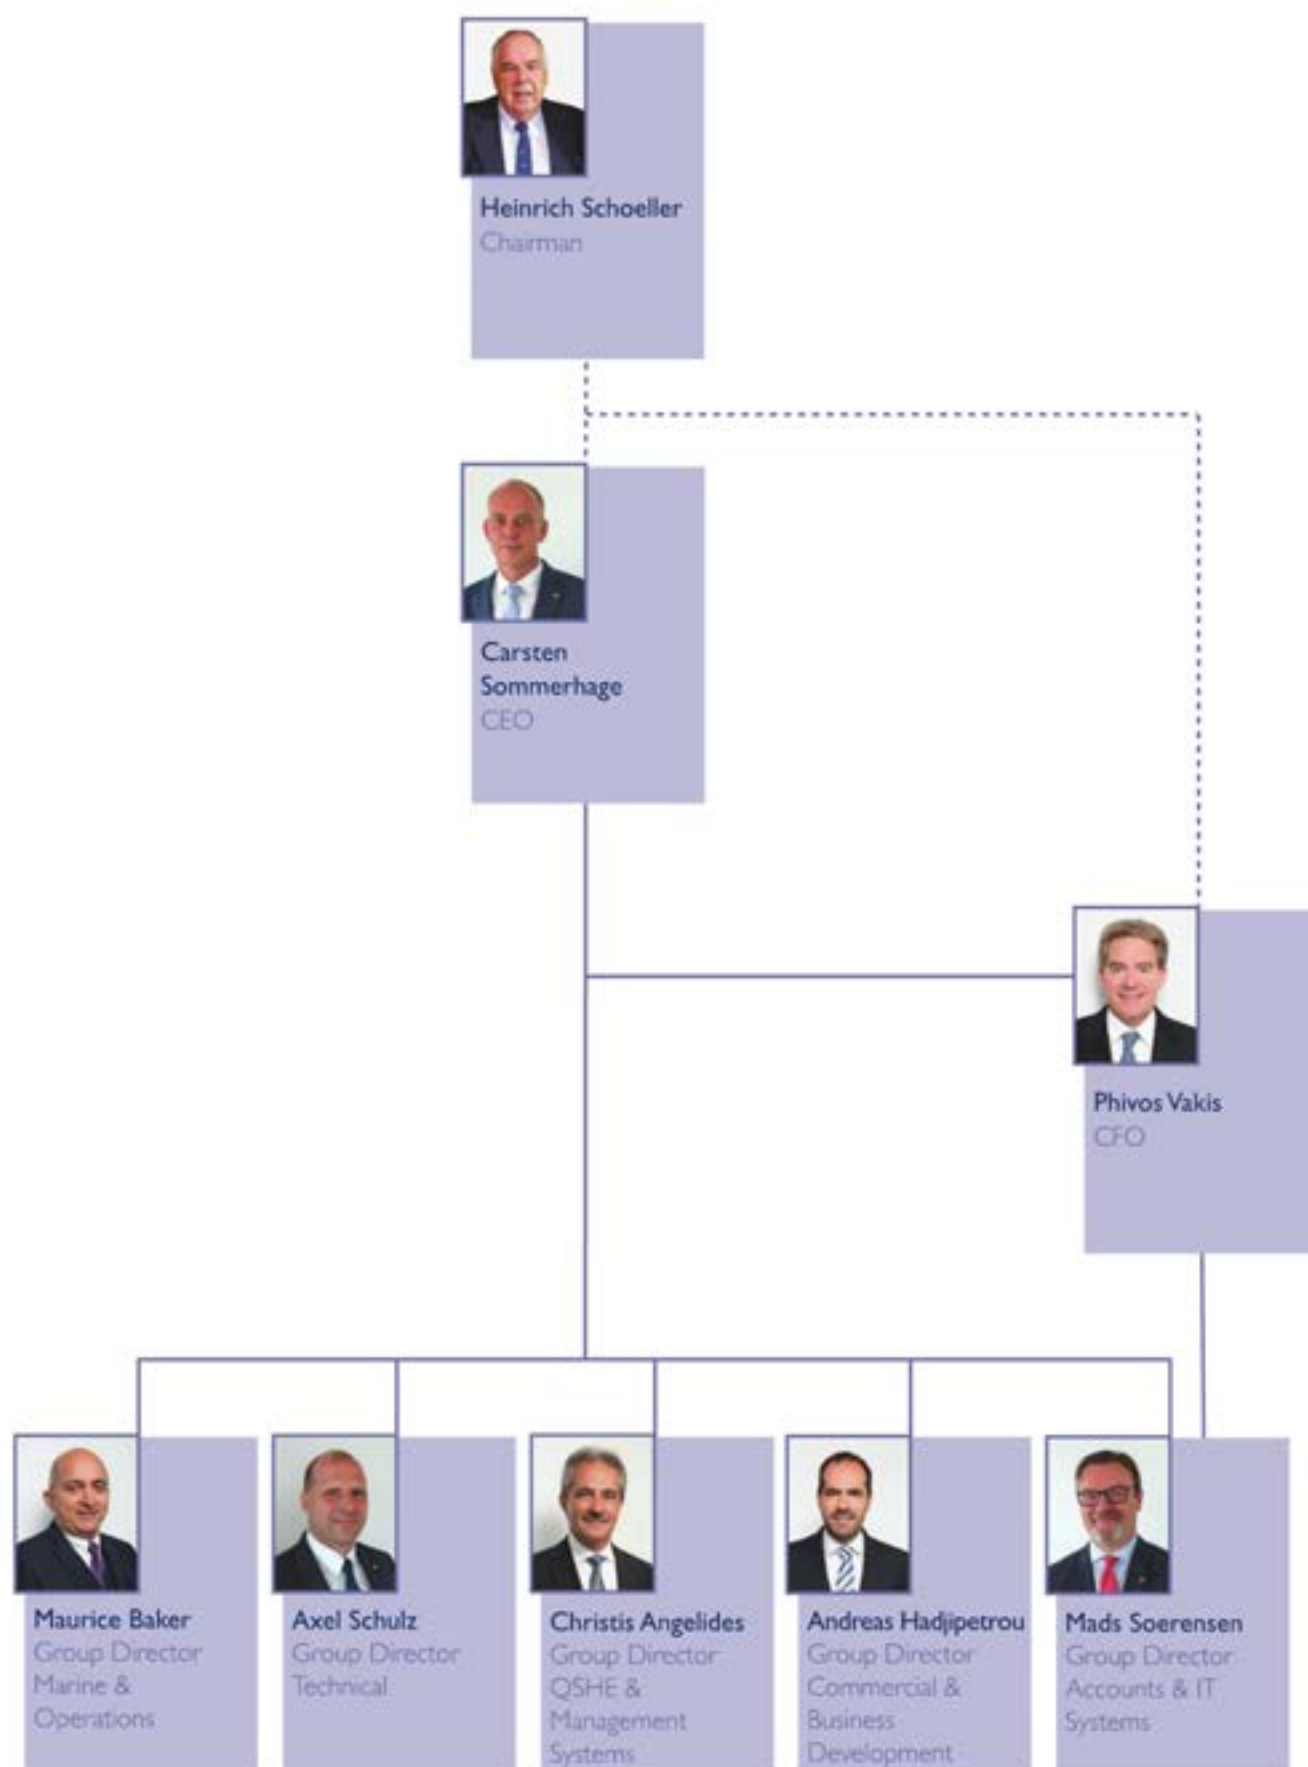 Heinrich Schoeller
Chairman
Carsten
Sommerhage
CEO
Phivos Vakis
CFO
Maurice Baker
Group Director
Marine &
Operations
Axel Schulz
Group Director
Technical
Christis Angelides
Group Director
QSHE &
Management
Systems
Andreas Hadjipetrou
Group Director
Commercial &
Business
Development
Mads Soerensen
Group Director
Accounts & IT
Systems